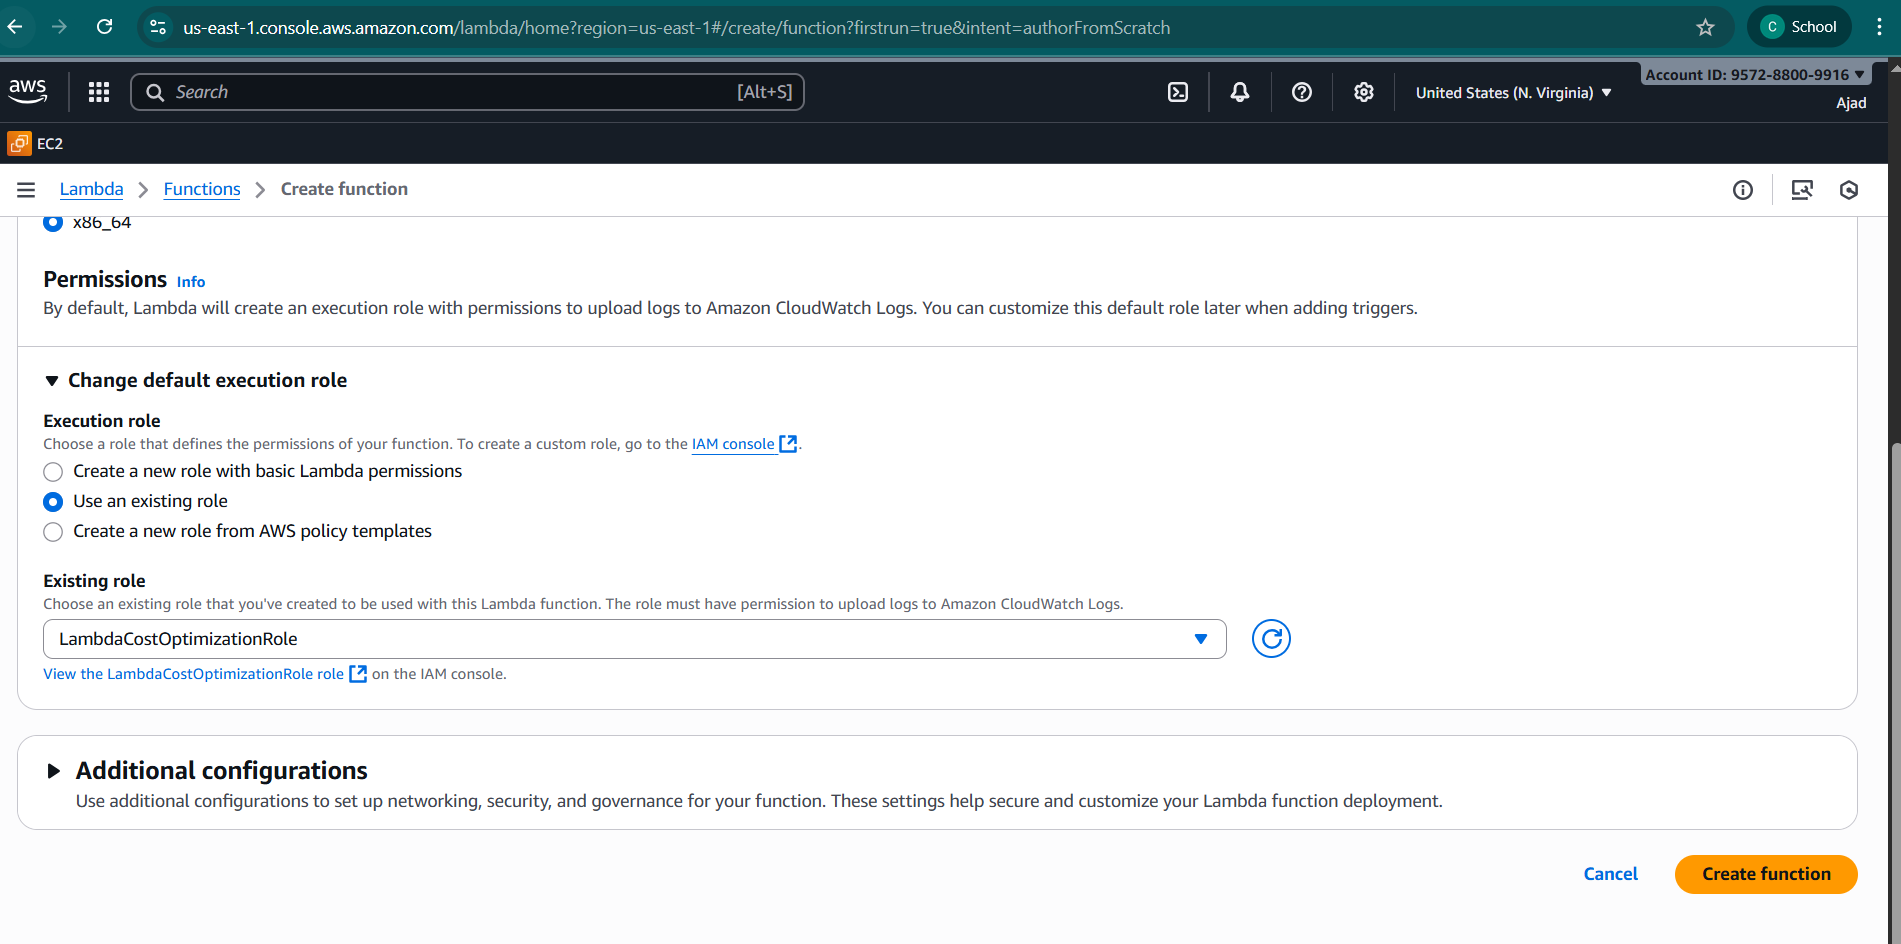 us-east-1.console.aws.amazon.com/lambda/home?region=us-east-1#/create/function?firstrun=true&intent=authorFromScratch
C School
aws
Search [Alt+S]
United States (N. Virginia)
Account ID: 9572-8800-9916
Ajad
EC2
Lambda
Functions
Create function
x86_64
Permissions Info
By default, Lambda will create an execution role with permissions to upload logs to Amazon CloudWatch Logs. You can customize this default role later when adding triggers.
Change default execution role
Execution role
Choose a role that defines the permissions of your function. To create a custom role, go to the IAM console.
Create a new role with basic Lambda permissions
Use an existing role
Create a new role from AWS policy templates
Existing role
Choose an existing role that you've created to be used with this Lambda function. The role must have permission to upload logs to Amazon CloudWatch Logs.
LambdaCostOptimizationRole
View the LambdaCostOptimizationRole role on the IAM console.
Additional configurations
Use additional configurations to set up networking, security, and governance for your function. These settings help secure and customize your Lambda function deployment.
Cancel
Create function